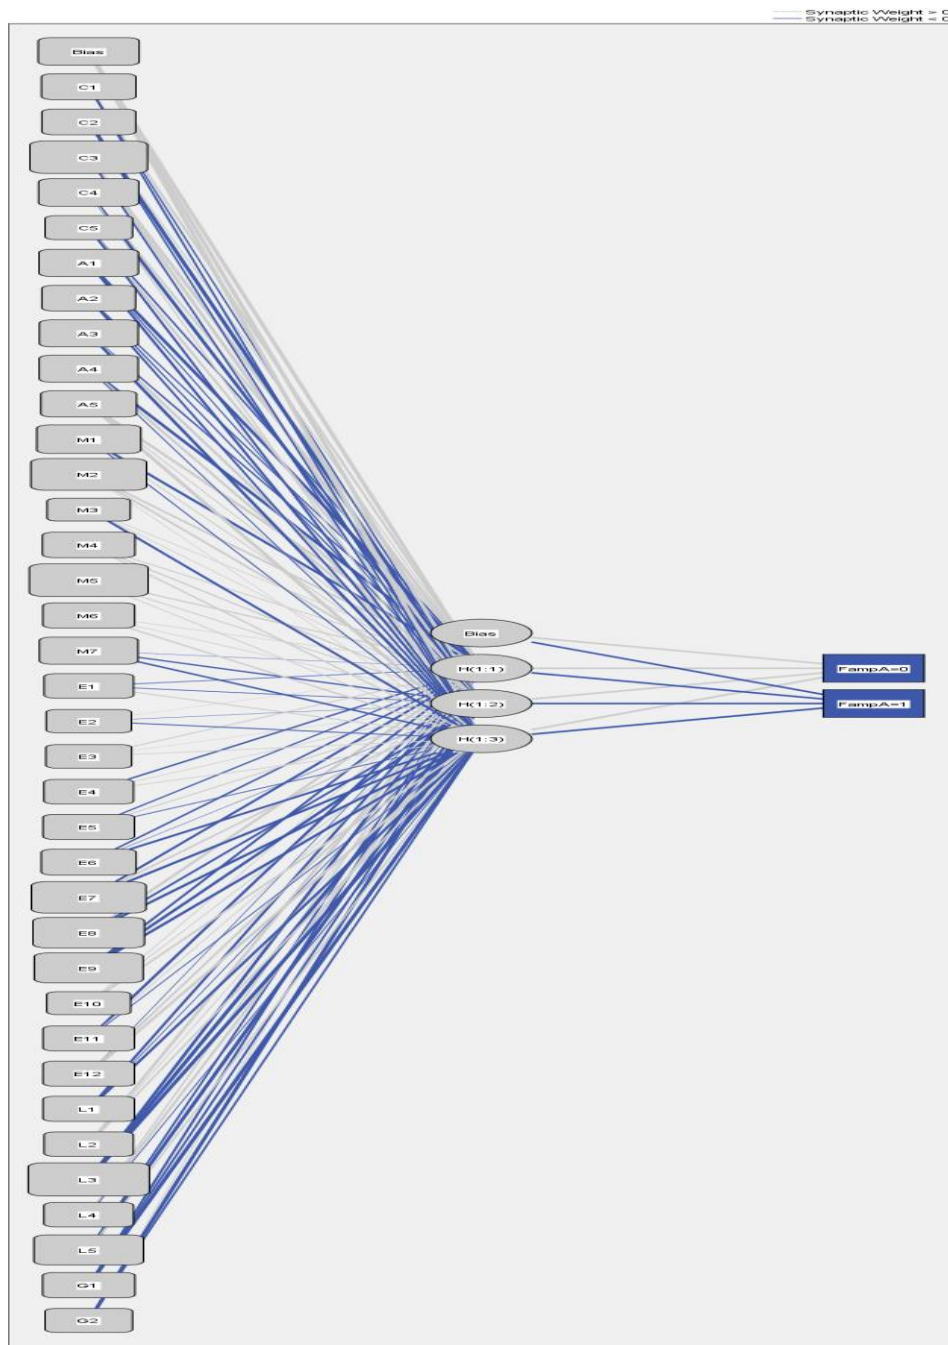 Synaptic Weight > 0
Synaptic Weight < 0
Bias
C1
C2
C3
C4
C5
A1
A2
A3
A4
A5
M1
M2
M3
M4
M5
M6
M7
E1
E2
E3
E4
E5
E6
E7
E8
E9
E10
E11
E12
L1
L2
L3
L4
L5
G1
G2
Bias
H(1:1)
H(1:2)
H(1:3)
FampA=0
FampA=1